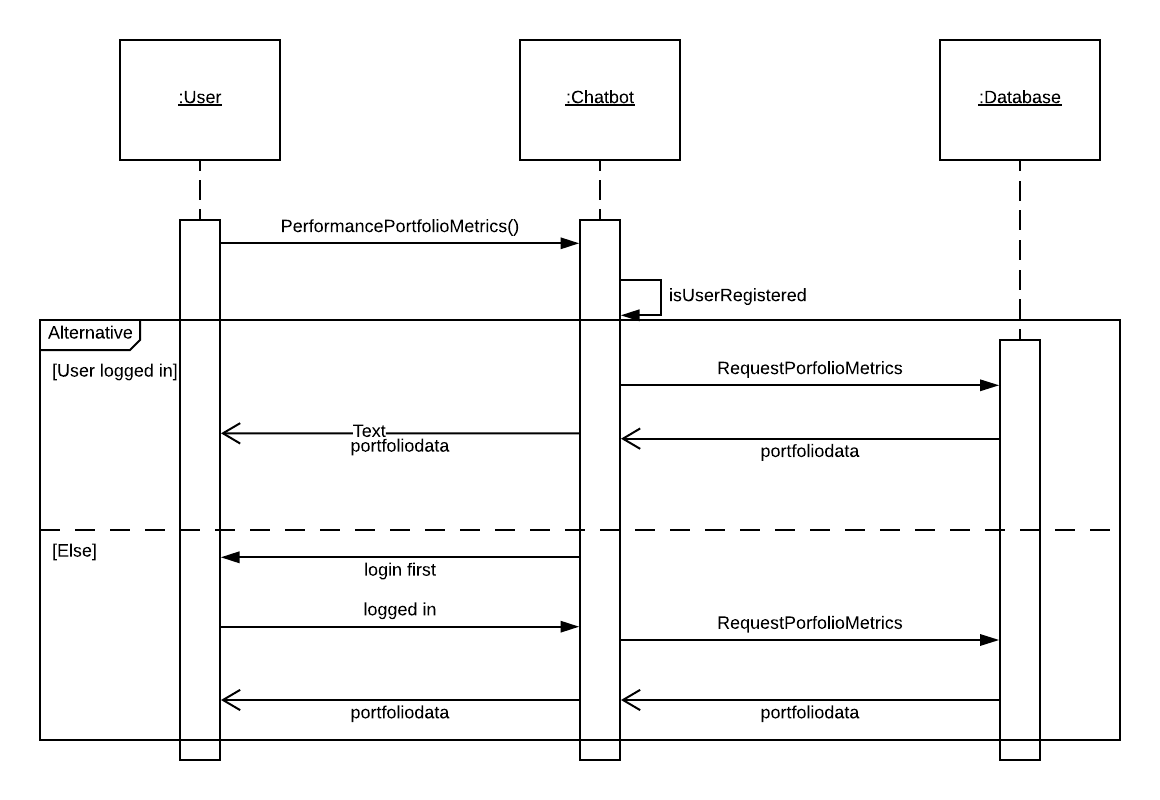 :User
:Chatbot
:Database
PerformancePortfolioMetrics()
isUserRegistered
Alternative
[User logged in]
RequestPorfolioMetrics
Text
portfoliodata
portfoliodata
[Else]
login first
logged in
RequestPorfolioMetrics
portfoliodata
portfoliodata